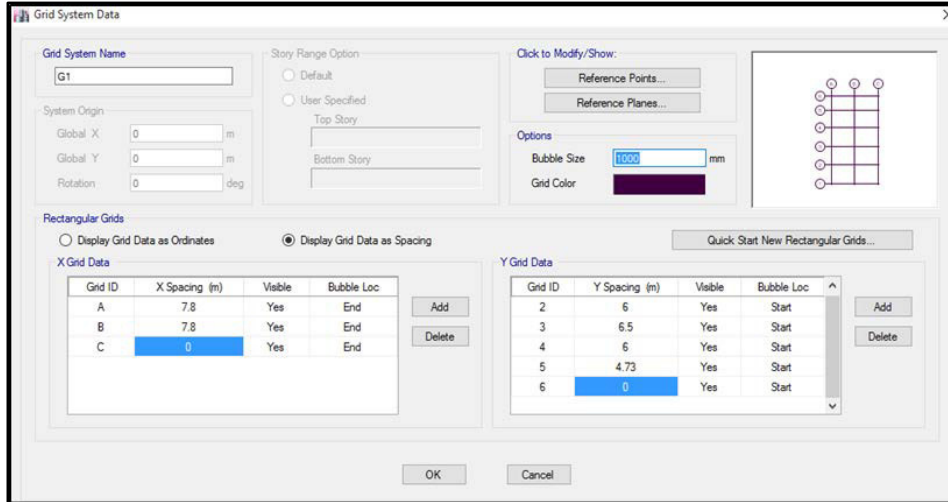 Grid System Data
Grid System Name
G1
System Origin
Global X 0 m
Global Y 0 m
Rotation 0 deg
Story Range Option
Default
User Specified
Top Story
Bottom Story
Click to Modify/Show:
Reference Points...
Reference Planes...
Options
Bubble Size 1000 mm
Grid Color
Rectangular Grids
Display Grid Data as Ordinates Display Grid Data as Spacing Quick Start New Rectangular Grids...
X Grid Data
Grid ID X Spacing (m) Visible Bubble Loc
A 7.8 Yes End
B 7.8 Yes End
C 0 Yes End
Add
Delete
Y Grid Data
Grid ID Y Spacing (m) Visible Bubble Loc
2 6 Yes Start
3 6.5 Yes Start
4 6 Yes Start
5 4.73 Yes Start
6 0 Yes Start
Add
Delete
OK Cancel